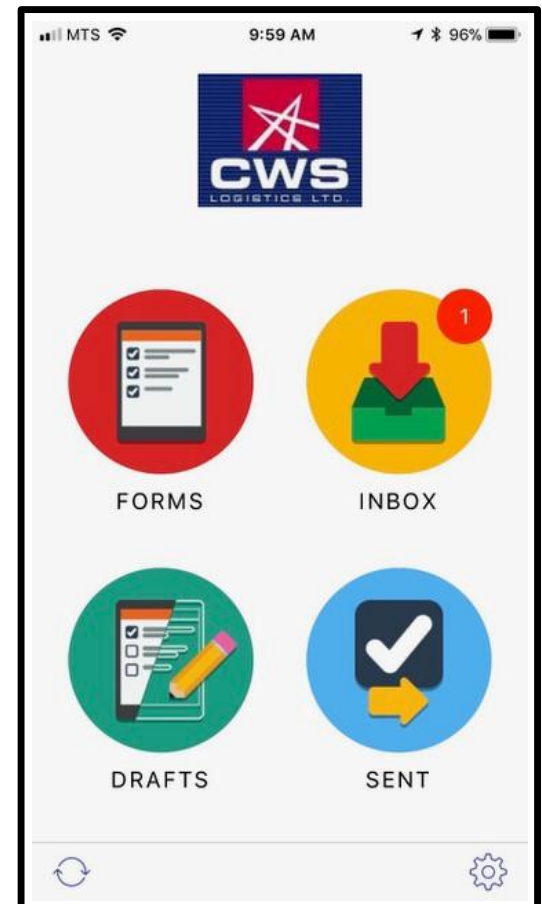 MTS 9:59 AM 96%
CWS
LOGISTICS LTD.
1
FORMS INBOX
DRAFTS SENT